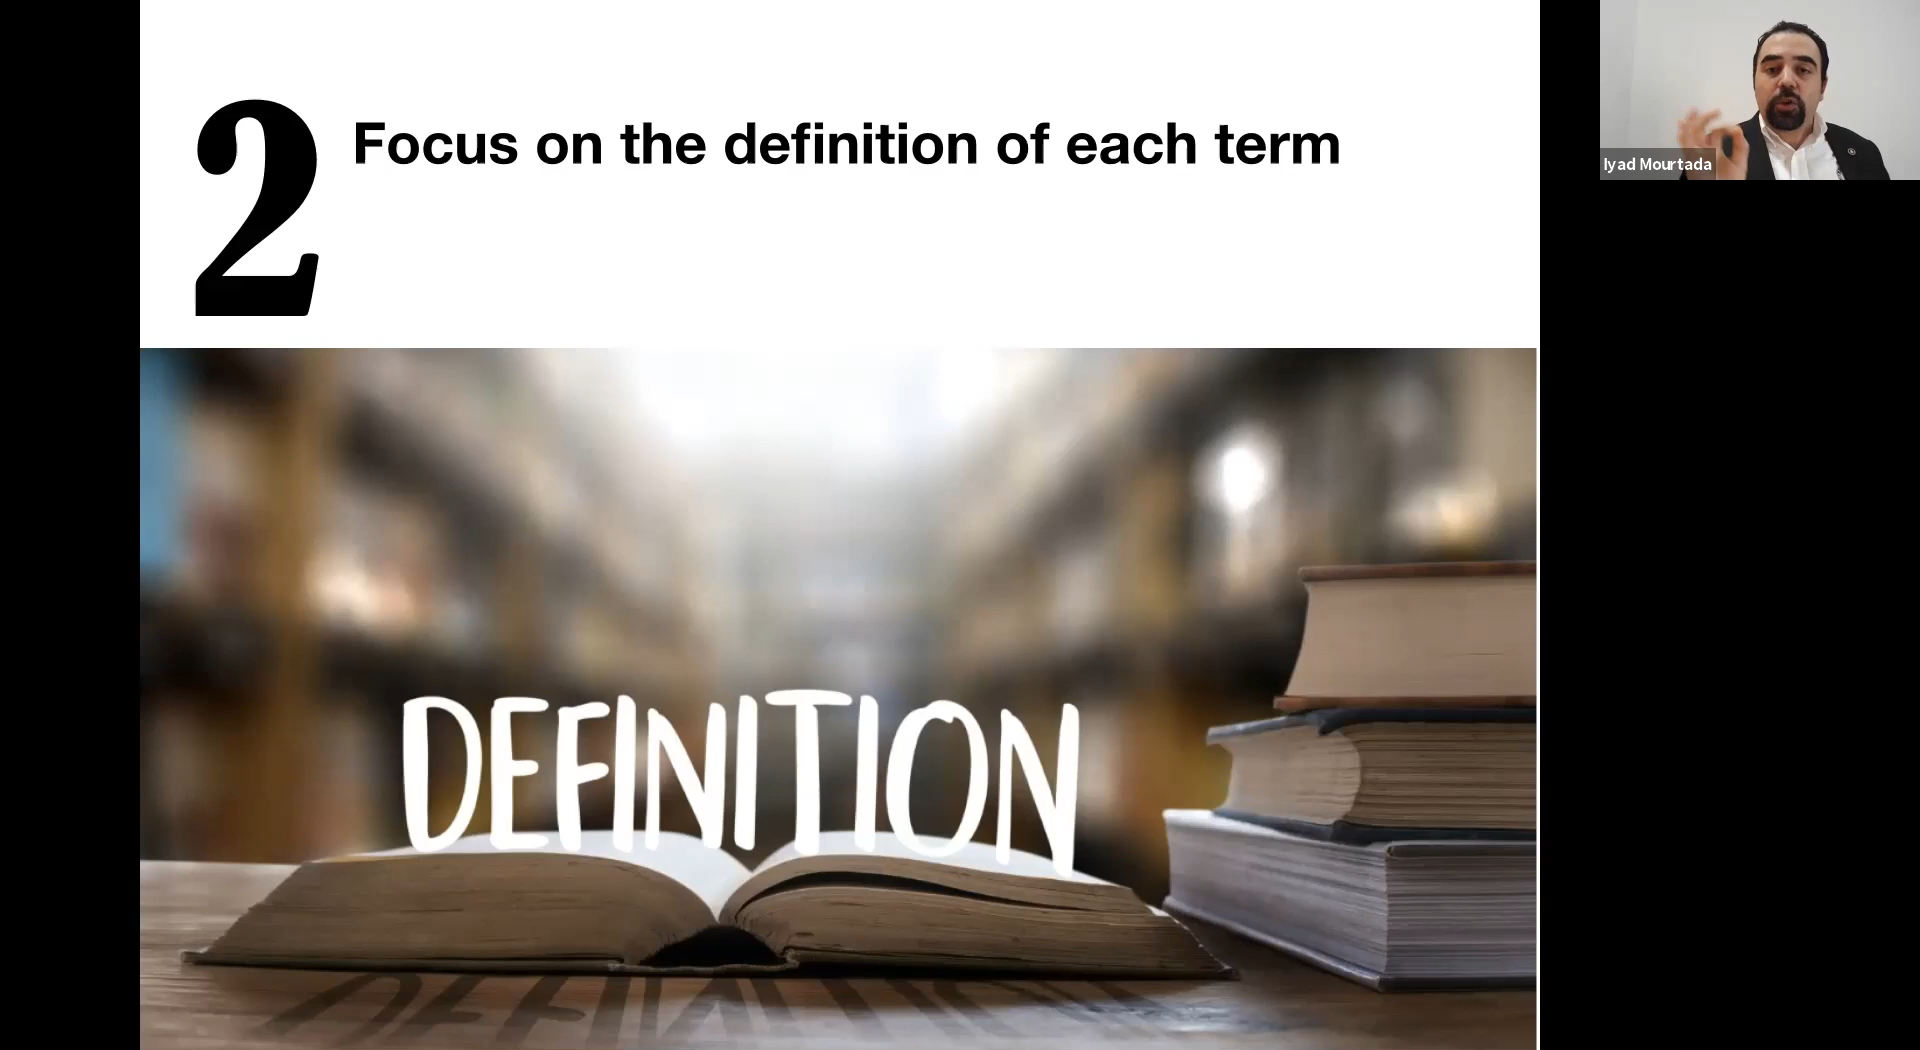 2
Focus on the definition of each term
Iyad Mourtada
DEFINITION